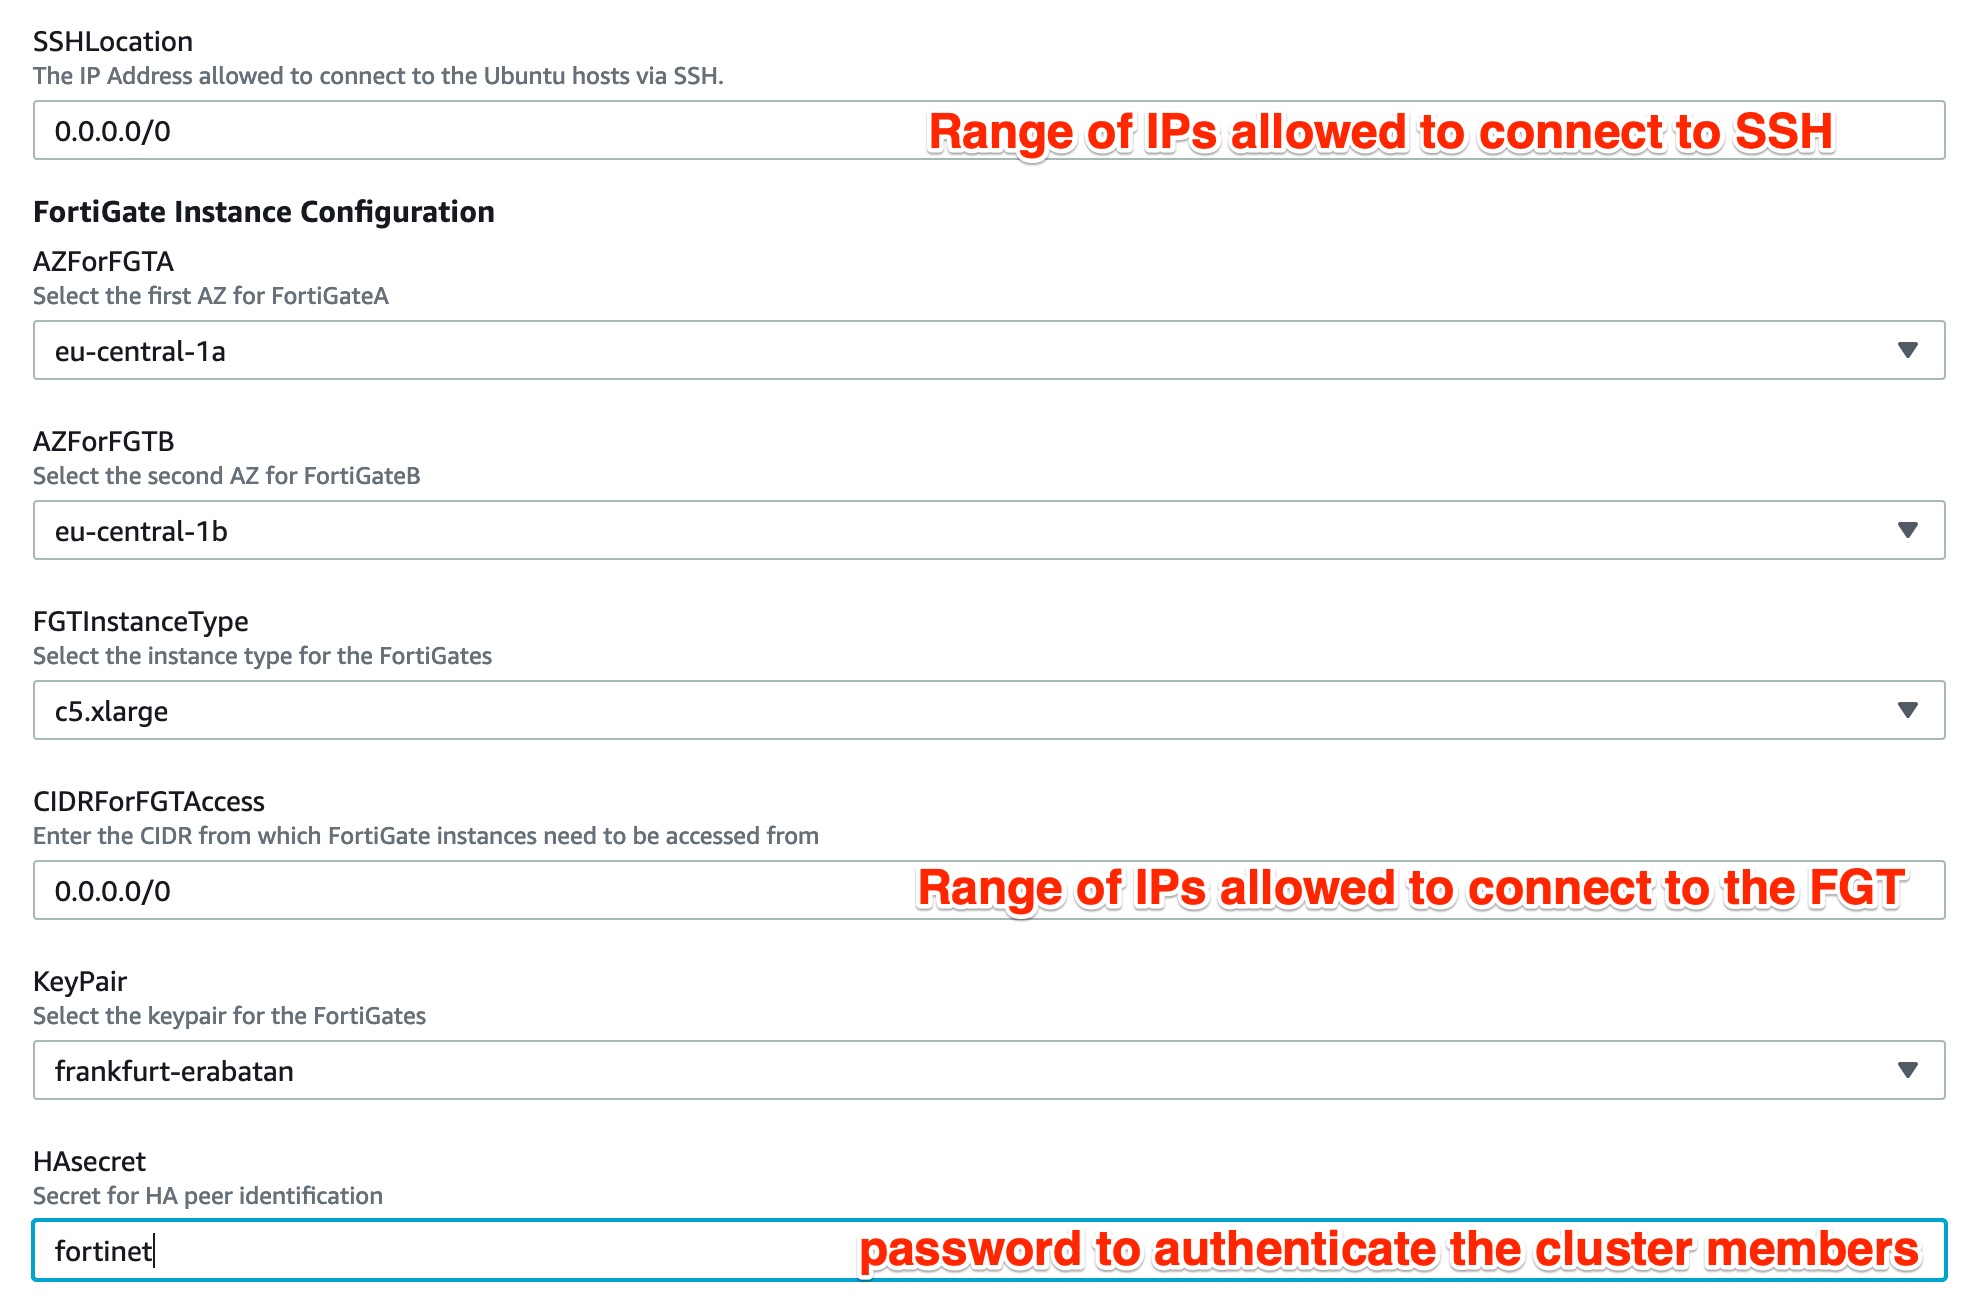 SSHLocation
The IP Address allowed to connect to the Ubuntu hosts via SSH.
0.0.0.0/0 Range of IPs allowed to connect to SSH
FortiGate Instance Configuration
AZForFGTA
Select the first AZ for FortiGateA
eu-central-1a
AZForFGTB
Select the second AZ for FortiGateB
eu-central-1b
FGTInstanceType
Select the instance type for the FortiGates
c5.xlarge
CIDRForFGTAccess
Enter the CIDR from which FortiGate instances need to be accessed from
0.0.0.0/0 Range of IPs allowed to connect to the FGT
KeyPair
Select the keypair for the FortiGates
frankfurt-erabatan
HAsecret
Secret for HA peer identification
fortinet password to authenticate the cluster members